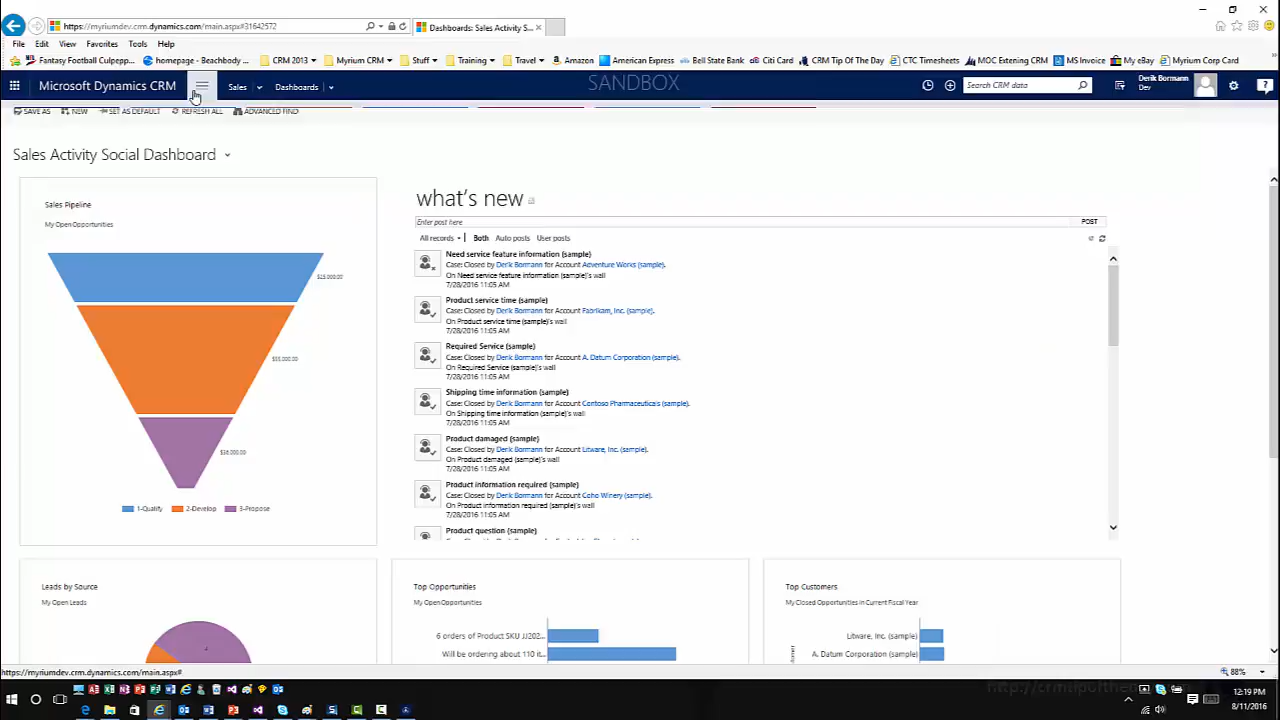 https://myriumdev.crm.dynamics.com/main.aspx#31642572
Dashboards: Sales Activity S...
File Edit View Favorites Tools Help
Fantasy Football Culpepp... homepage - Beachbody ... CRM 2013 Myrium CRM Stuff Training Travel Amazon American Express Bell State Bank Citi Card CRM Tip Of The Day CTC Timesheets MOC Extening CRM MS Invoice My eBay Myrium Corp Card
Microsoft Dynamics CRM Sales Dashboards SANDBOX Search CRM data Derik Bormann
Dev
SAVE AS NEW SET AS DEFAULT REFRESH ALL ADVANCED FIND
Sales Activity Social Dashboard
Sales Pipeline
My Open Opportunities
$25,000.00
$55,000.00
$36,000.00
1-Qualify 2-Develop 3-Propose
what's new
Enter post here POST
All records Both Auto posts User posts
Need service feature information (sample)
Case: Closed by Derik Bormann for Account Adventure Works (sample).
On Need service feature information (sample)'s wall
7/28/2016 11:05 AM
Product service time (sample)
Case: Closed by Derik Bormann for Account Fabrikam, Inc. (sample).
On Product service time (sample)'s wall
7/28/2016 11:05 AM
Required Service (sample)
Case: Closed by Derik Bormann for Account A. Datum Corporation (sample).
On Required Service (sample)'s wall
7/28/2016 11:05 AM
Shipping time information (sample)
Case: Closed by Derik Bormann for Account Contoso Pharmaceuticals (sample).
On Shipping time information (sample)'s wall
7/28/2016 11:05 AM
Product damaged (sample)
Case: Closed by Derik Bormann for Account Litware, Inc. (sample).
On Product damaged (sample)'s wall
7/28/2016 11:05 AM
Product information required (sample)
Case: Closed by Derik Bormann for Account Coho Winery (sample).
On Product information required (sample)'s wall
7/28/2016 11:05 AM
Product question (sample)
Leads by Source
My Open Leads
Top Opportunities
My Open Opportunities
6 orders of Product SKU JJ202...
Will be ordering about 110 it...
Top Customers
My Closed Opportunities in Current Fiscal Year
Litware, Inc. (sample)
A. Datum Corporation (sample)
https://myriumdev.crm.dynamics.com/main.aspx#
88%
12:19 PM
8/11/2016